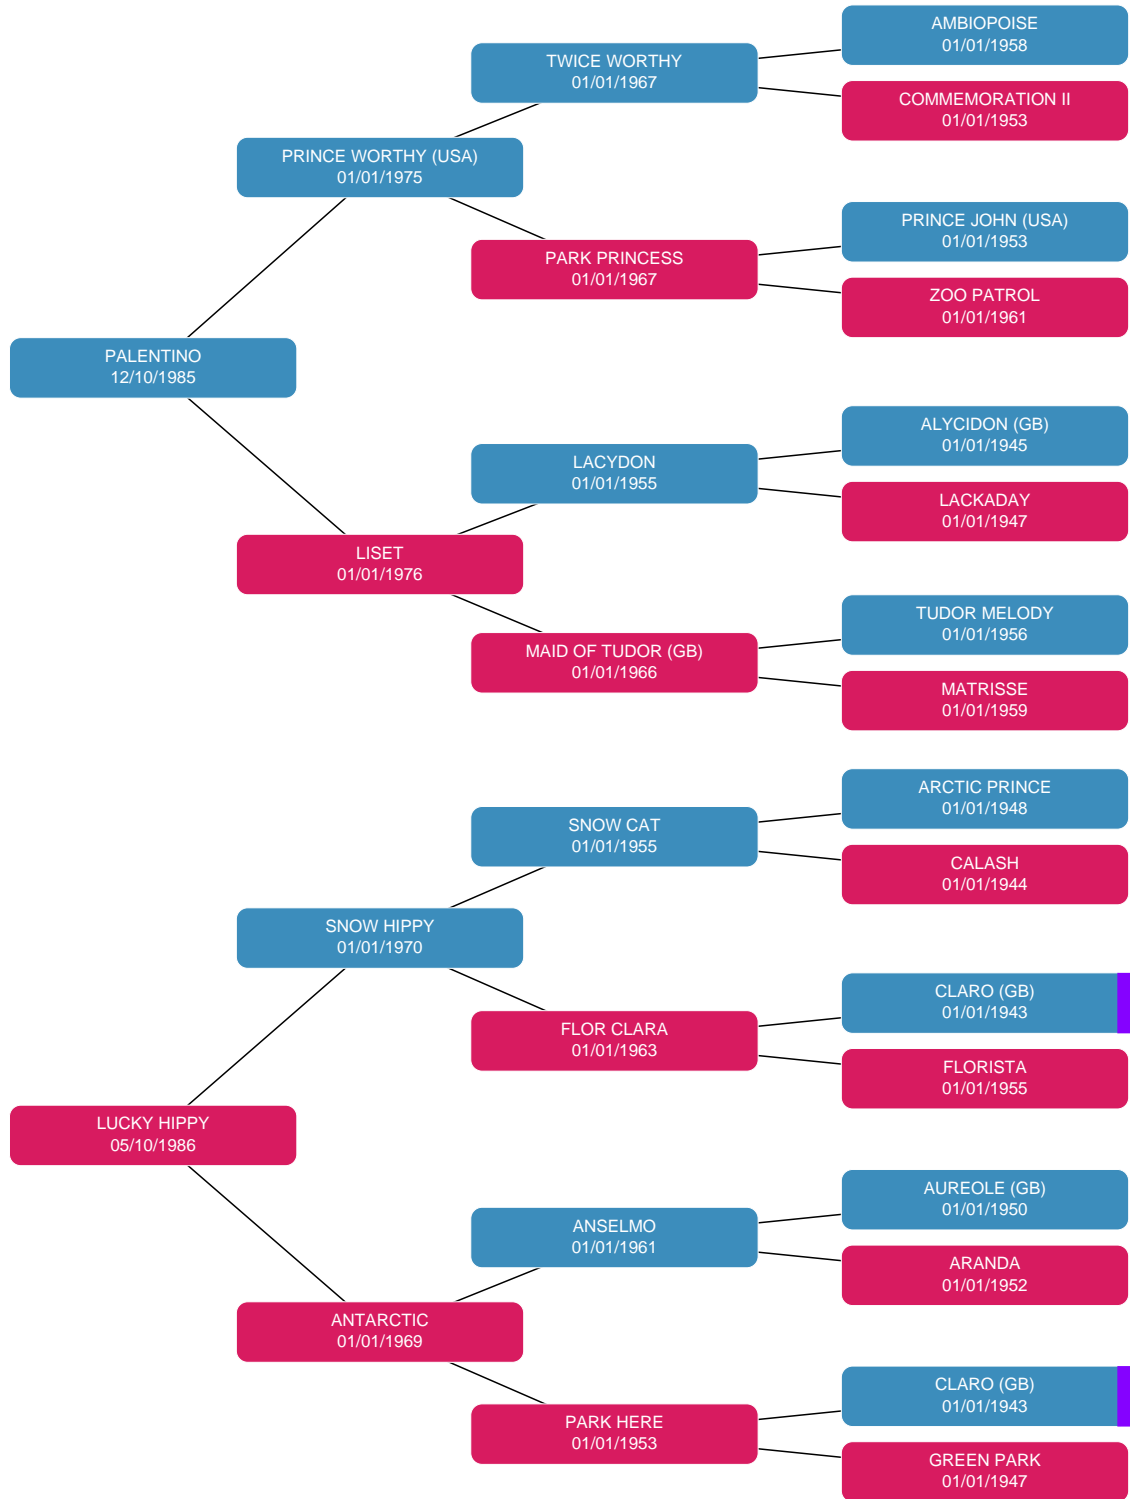 AMBIOPOISE
01/01/1958
TWICE WORTHY
01/01/1967
COMMEMORATION II
01/01/1953
PRINCE WORTHY (USA)
01/01/1975
PRINCE JOHN (USA)
01/01/1953
PARK PRINCESS
01/01/1967
ZOO PATROL
01/01/1961
PALENTINO
12/10/1985
ALYCIDON (GB)
01/01/1945
LACYDON
01/01/1955
LACKADAY
01/01/1947
LISET
01/01/1976
TUDOR MELODY
01/01/1956
MAID OF TUDOR (GB)
01/01/1966
MATRISSE
01/01/1959
ARCTIC PRINCE
01/01/1948
SNOW CAT
01/01/1955
CALASH
01/01/1944
SNOW HIPPY
01/01/1970
CLARO (GB)
01/01/1943
FLOR CLARA
01/01/1963
FLORISTA
01/01/1955
LUCKY HIPPY
05/10/1986
AUREOLE (GB)
01/01/1950
ANSELMO
01/01/1961
ARANDA
01/01/1952
ANTARCTIC
01/01/1969
CLARO (GB)
01/01/1943
PARK HERE
01/01/1953
GREEN PARK
01/01/1947